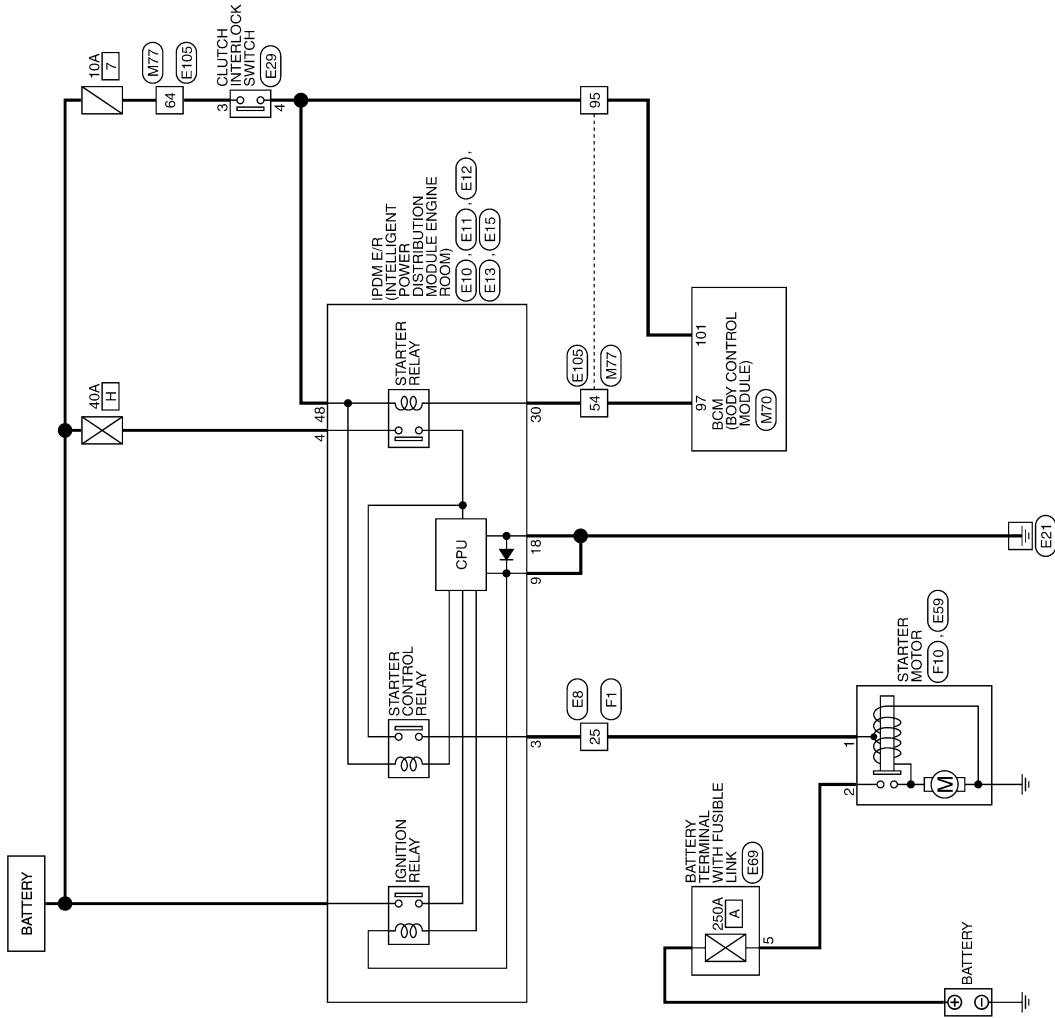 BATTERY
10A
7
M77
E105
64
CLUTCH
INTERLOCK
SWITCH
E29
3
4
40A
H
IPDM E/R
(INTELLIGENT
POWER
DISTRIBUTION
MODULE ENGINE
ROOM)
E10 , E11 , E12 ,
E13 , E15
48
4
STARTER
RELAY
CPU
STARTER
CONTROL
RELAY
IGNITION
RELAY
30
18
9
3
E105
M77
54
95
E8
F1
25
97
101
BCM
(BODY CONTROL
MODULE)
M70
BATTERY
TERMINAL
WITH FUSIBLE
LINK
E69
250A
A
5
STARTER
MOTOR
F10 , E59
1
2
M
BATTERY
E21